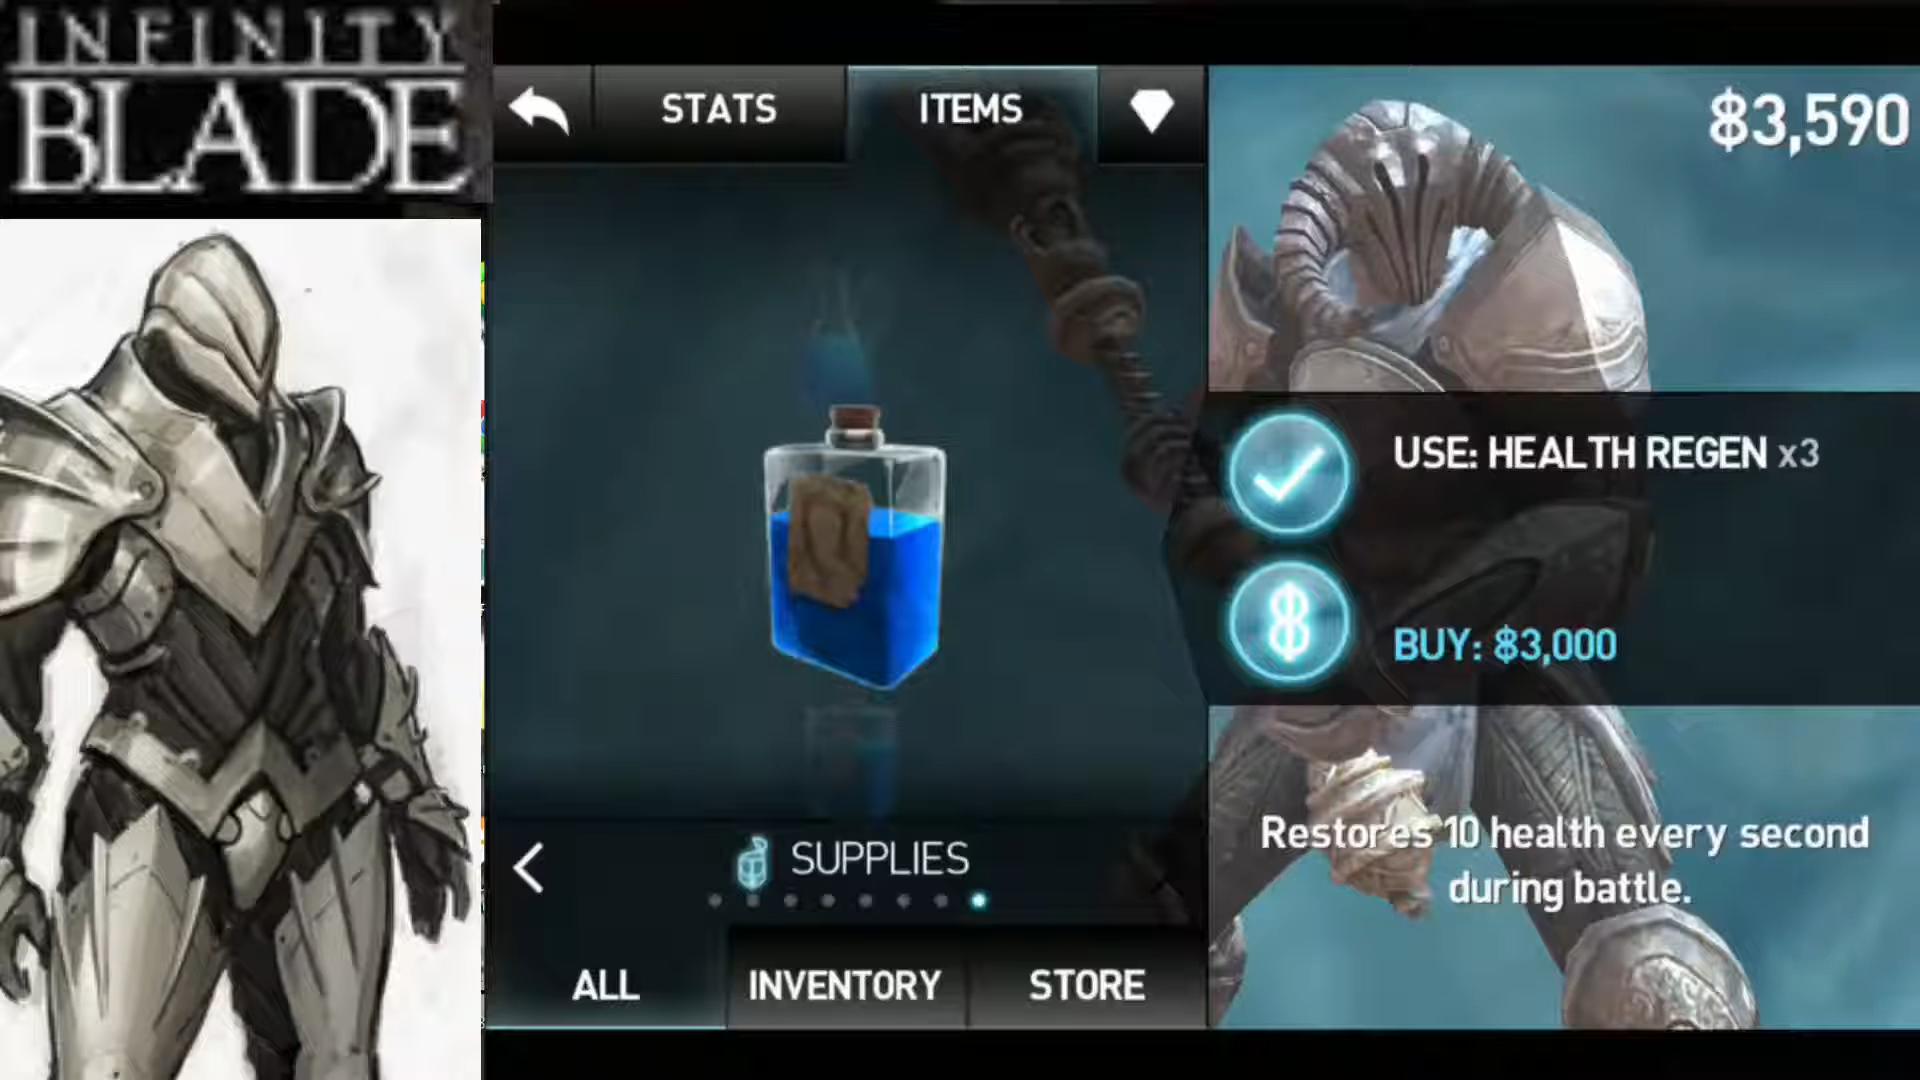 INFINITY
BLADE
STATS
ITEMS
฿3,590
USE: HEALTH REGEN x3
BUY: ฿3,000
SUPPLIES
Restores 10 health every second
during battle.
ALL
INVENTORY
STORE